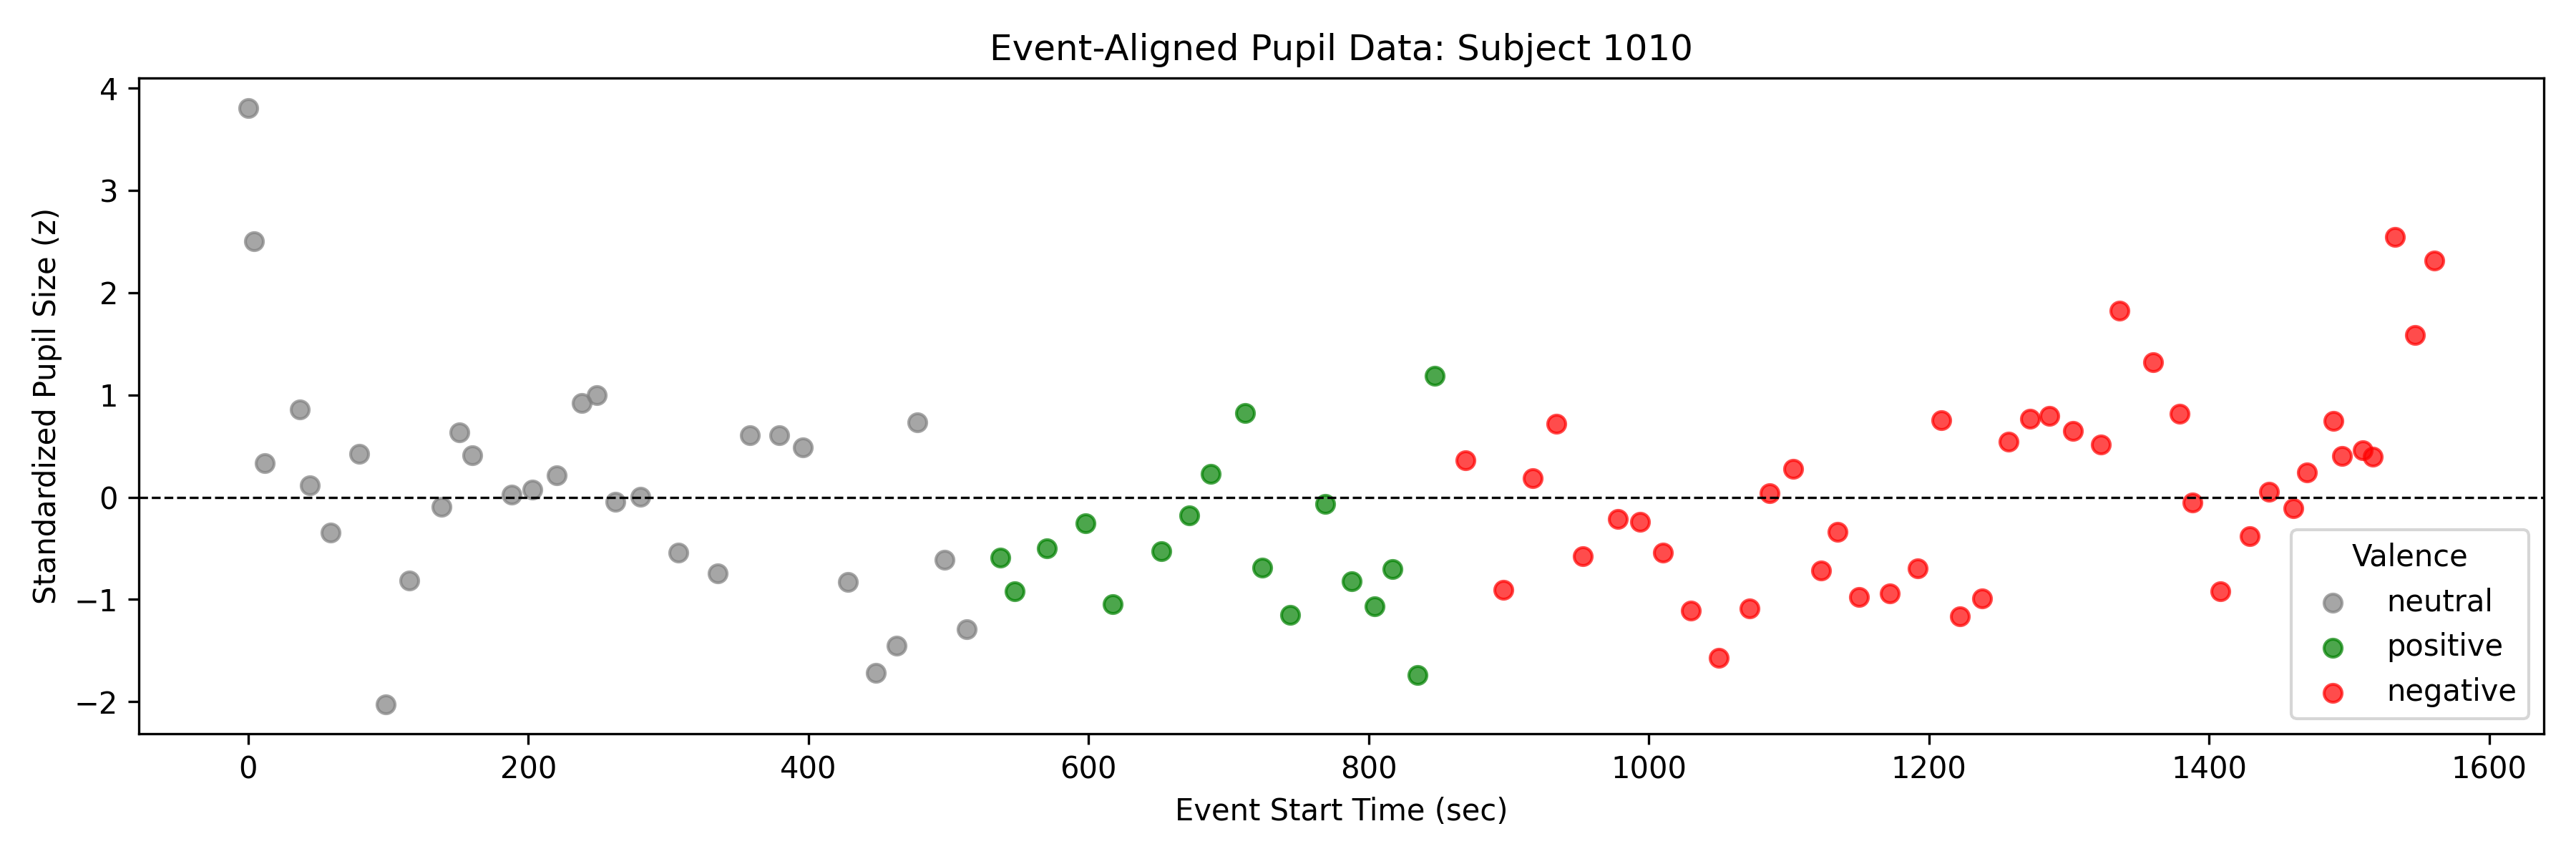 Event-Aligned Pupil Data: Subject 1010
Standardized Pupil Size (z)
4
3
2
1
0
−1
−2
0 200 400 600 800 1000 1200 1400 1600
Event Start Time (sec)
Valence
neutral
positive
negative